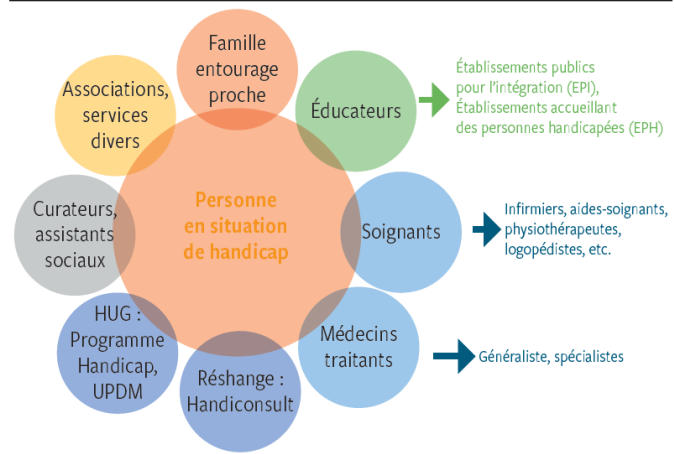 Famille
entourage
proche
Éducateurs
Établissements publics
pour l'intégration (EPI),
Établissements accueillant
des personnes handicapées (EPH)
Soignants
Infirmiers, aides-soignants,
physiothérapeutes,
logopédistes, etc.
Médecins
traitants
Généraliste, spécialistes
Réshange :
Handiconsult
HUG :
Programme
Handicap,
UPDM
Curateurs,
assistants
sociaux
Associations,
services
divers
Personne
en situation
de handicap